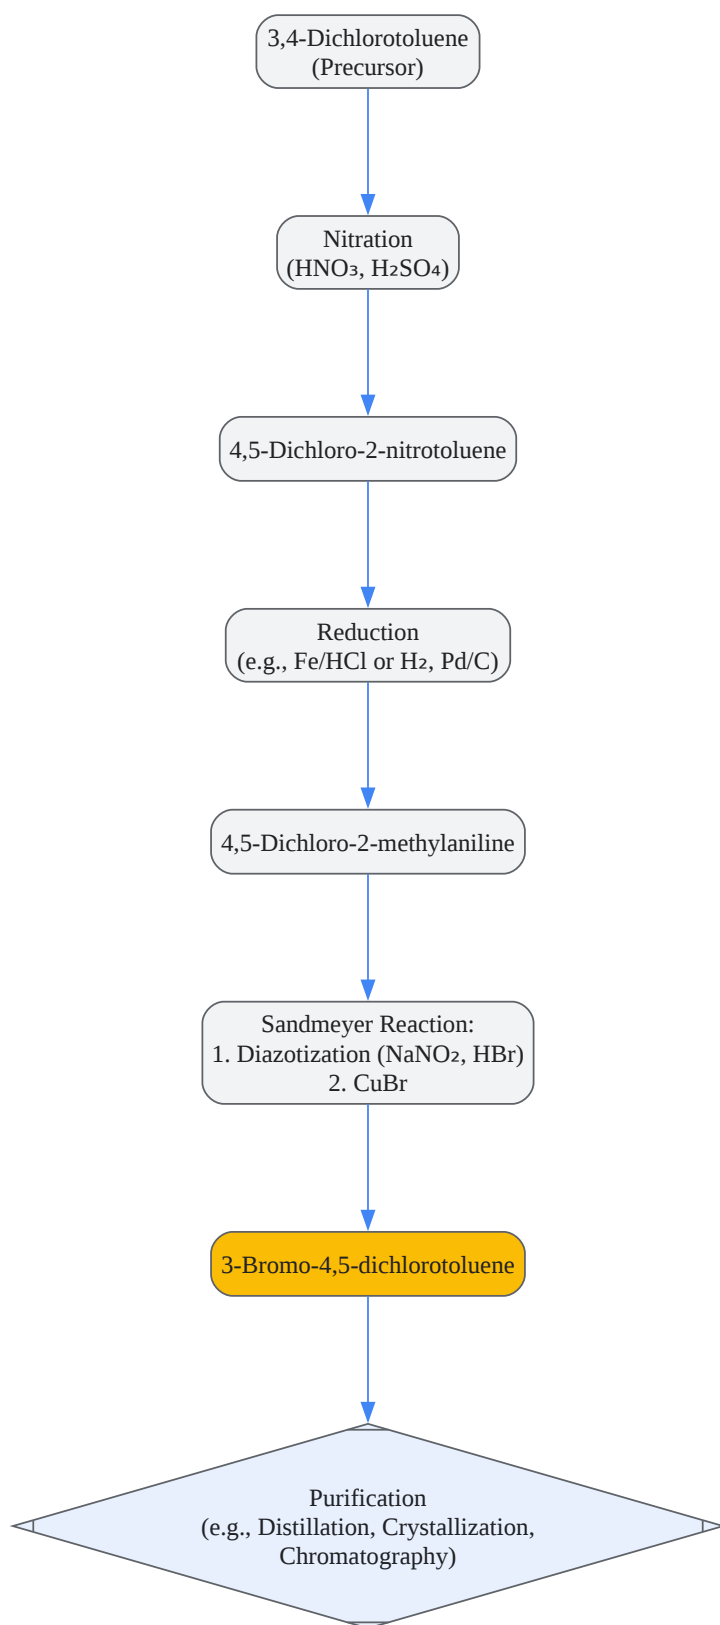 3,4-Dichlorotoluene
(Precursor)
Nitration
(HNO₃, H₂SO₄)
4,5-Dichloro-2-nitrotoluene
Reduction
(e.g., Fe/HCl or H₂, Pd/C)
4,5-Dichloro-2-methylaniline
Sandmeyer Reaction:
1. Diazotization (NaNO₂, HBr)
2. CuBr
3-Bromo-4,5-dichlorotoluene
Purification
(e.g., Distillation, Crystallization,
Chromatography)